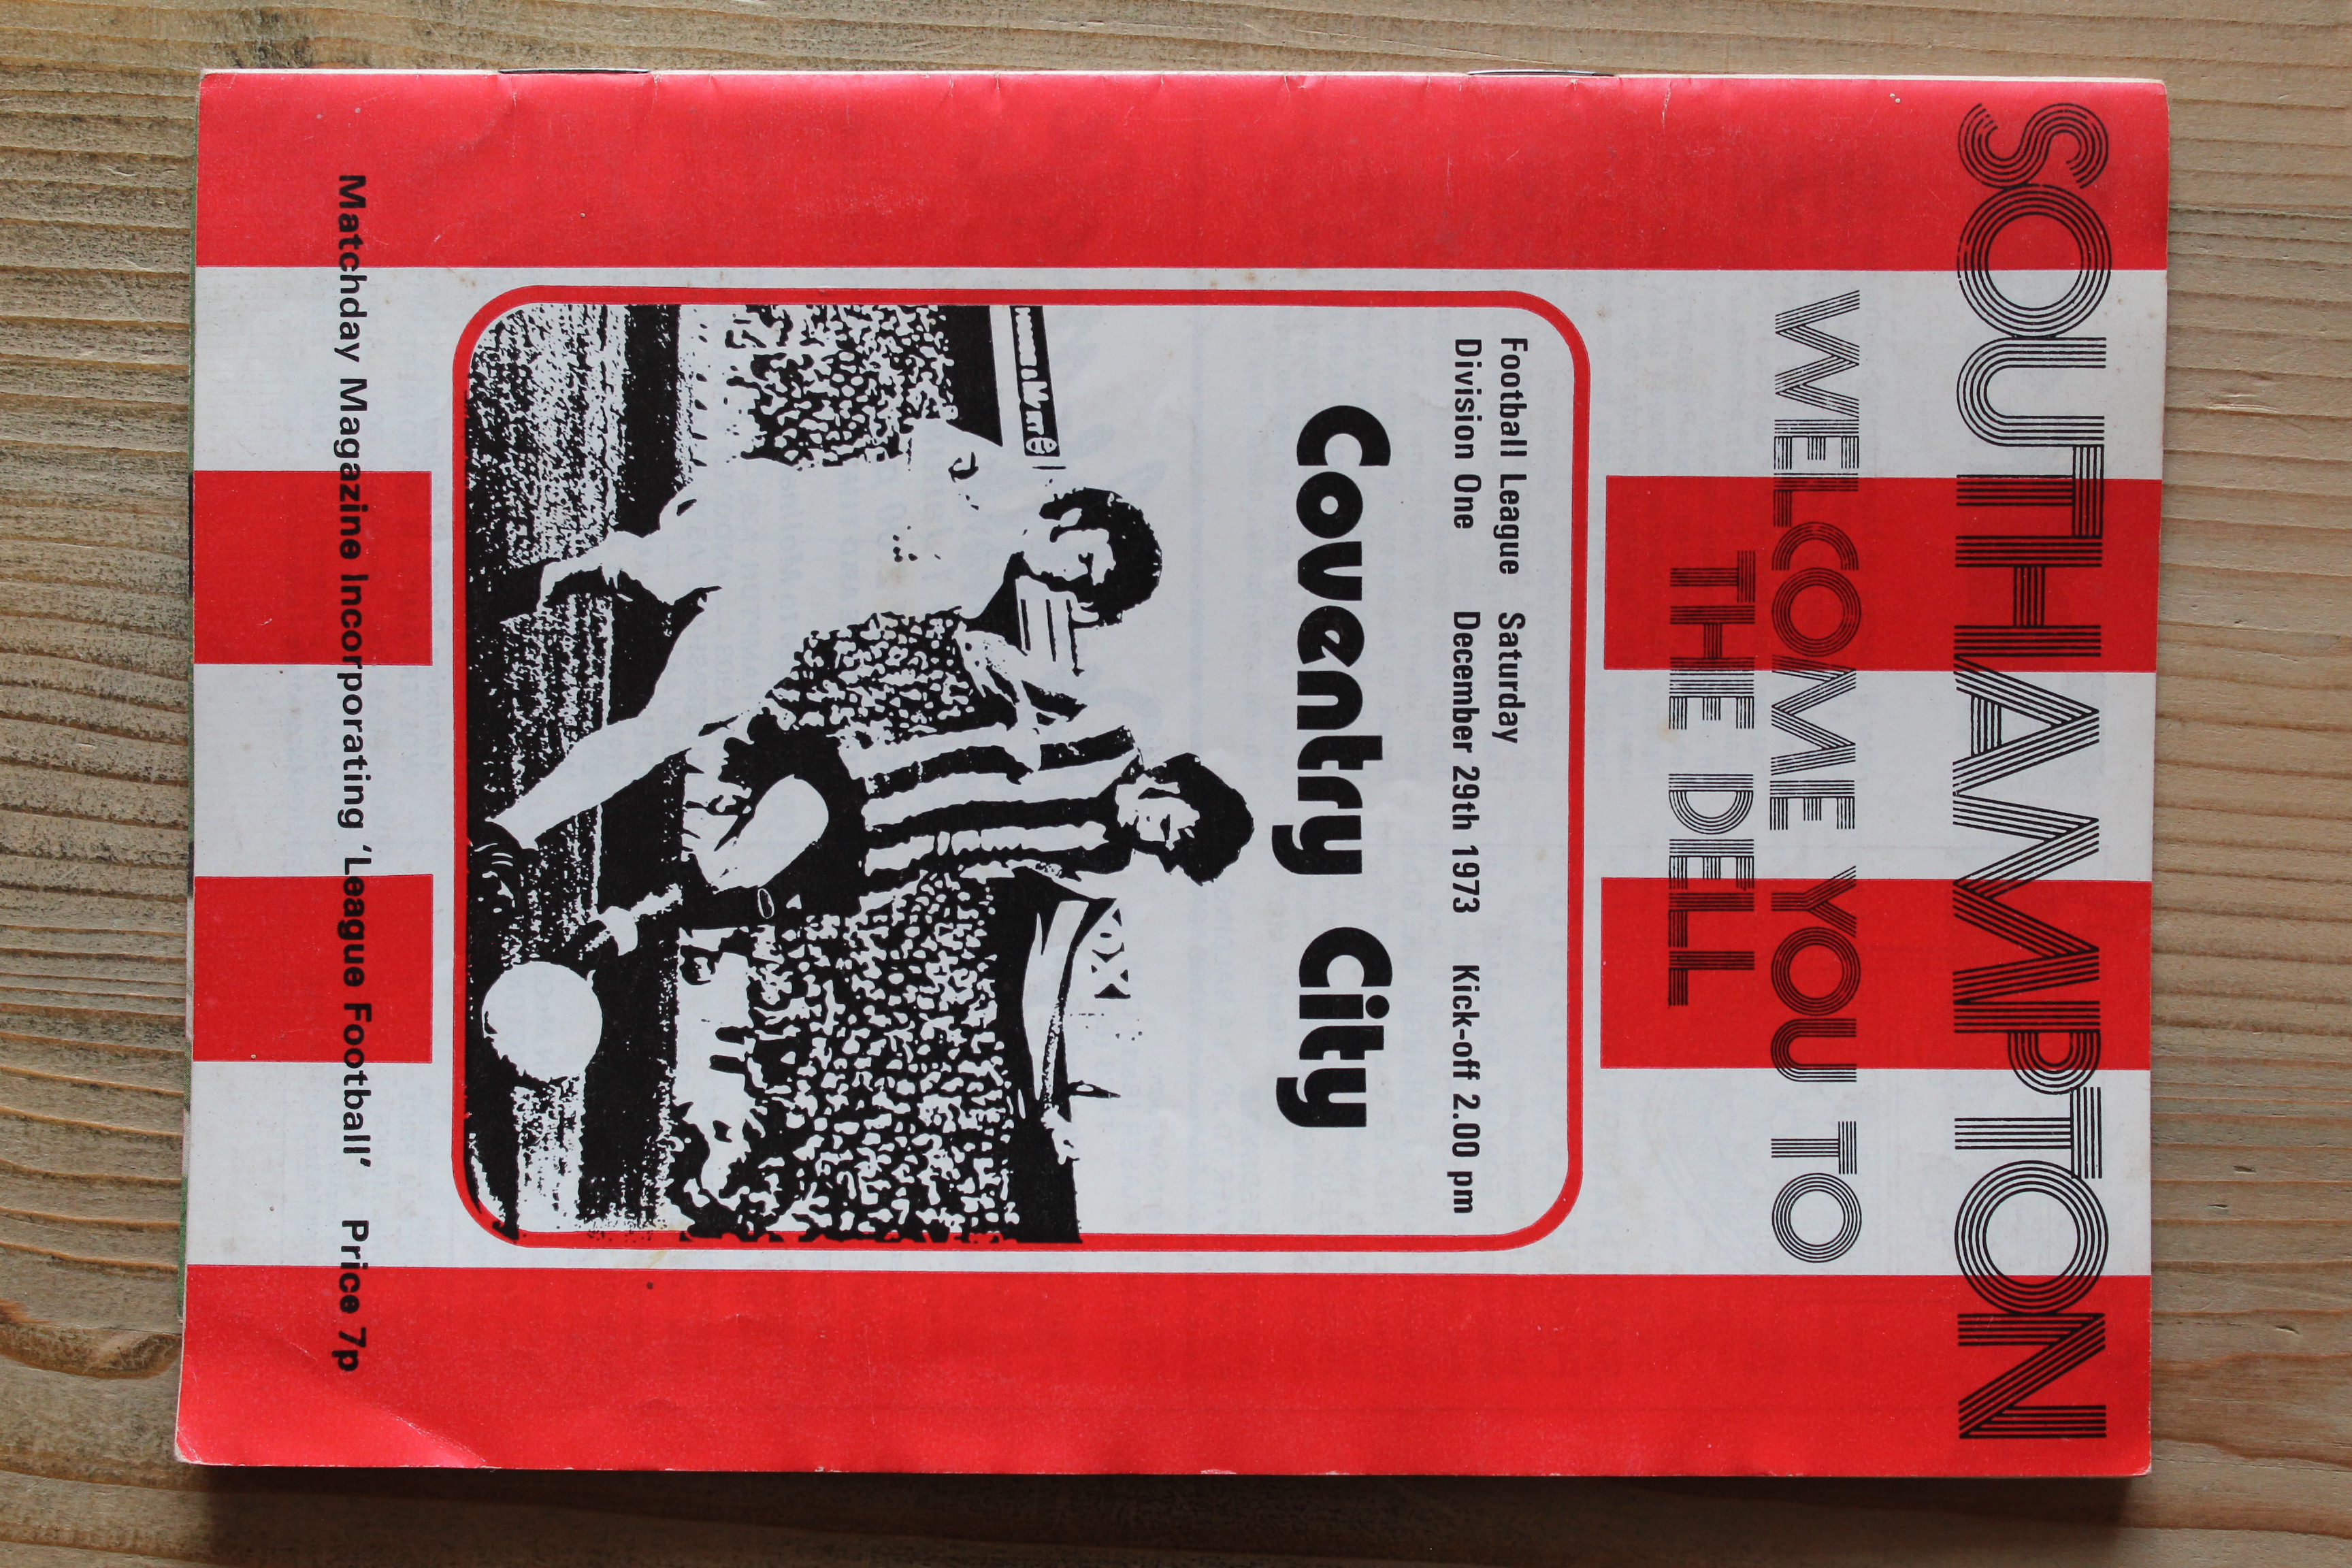 SOUTHAMPTON
WELCOME YOU TO
THE DELL
Football League Saturday
Division One December 29th 1973 Kick-off 2.00 pm
Coventry City
Matchday Magazine Incorporating 'League Football' Price 7p